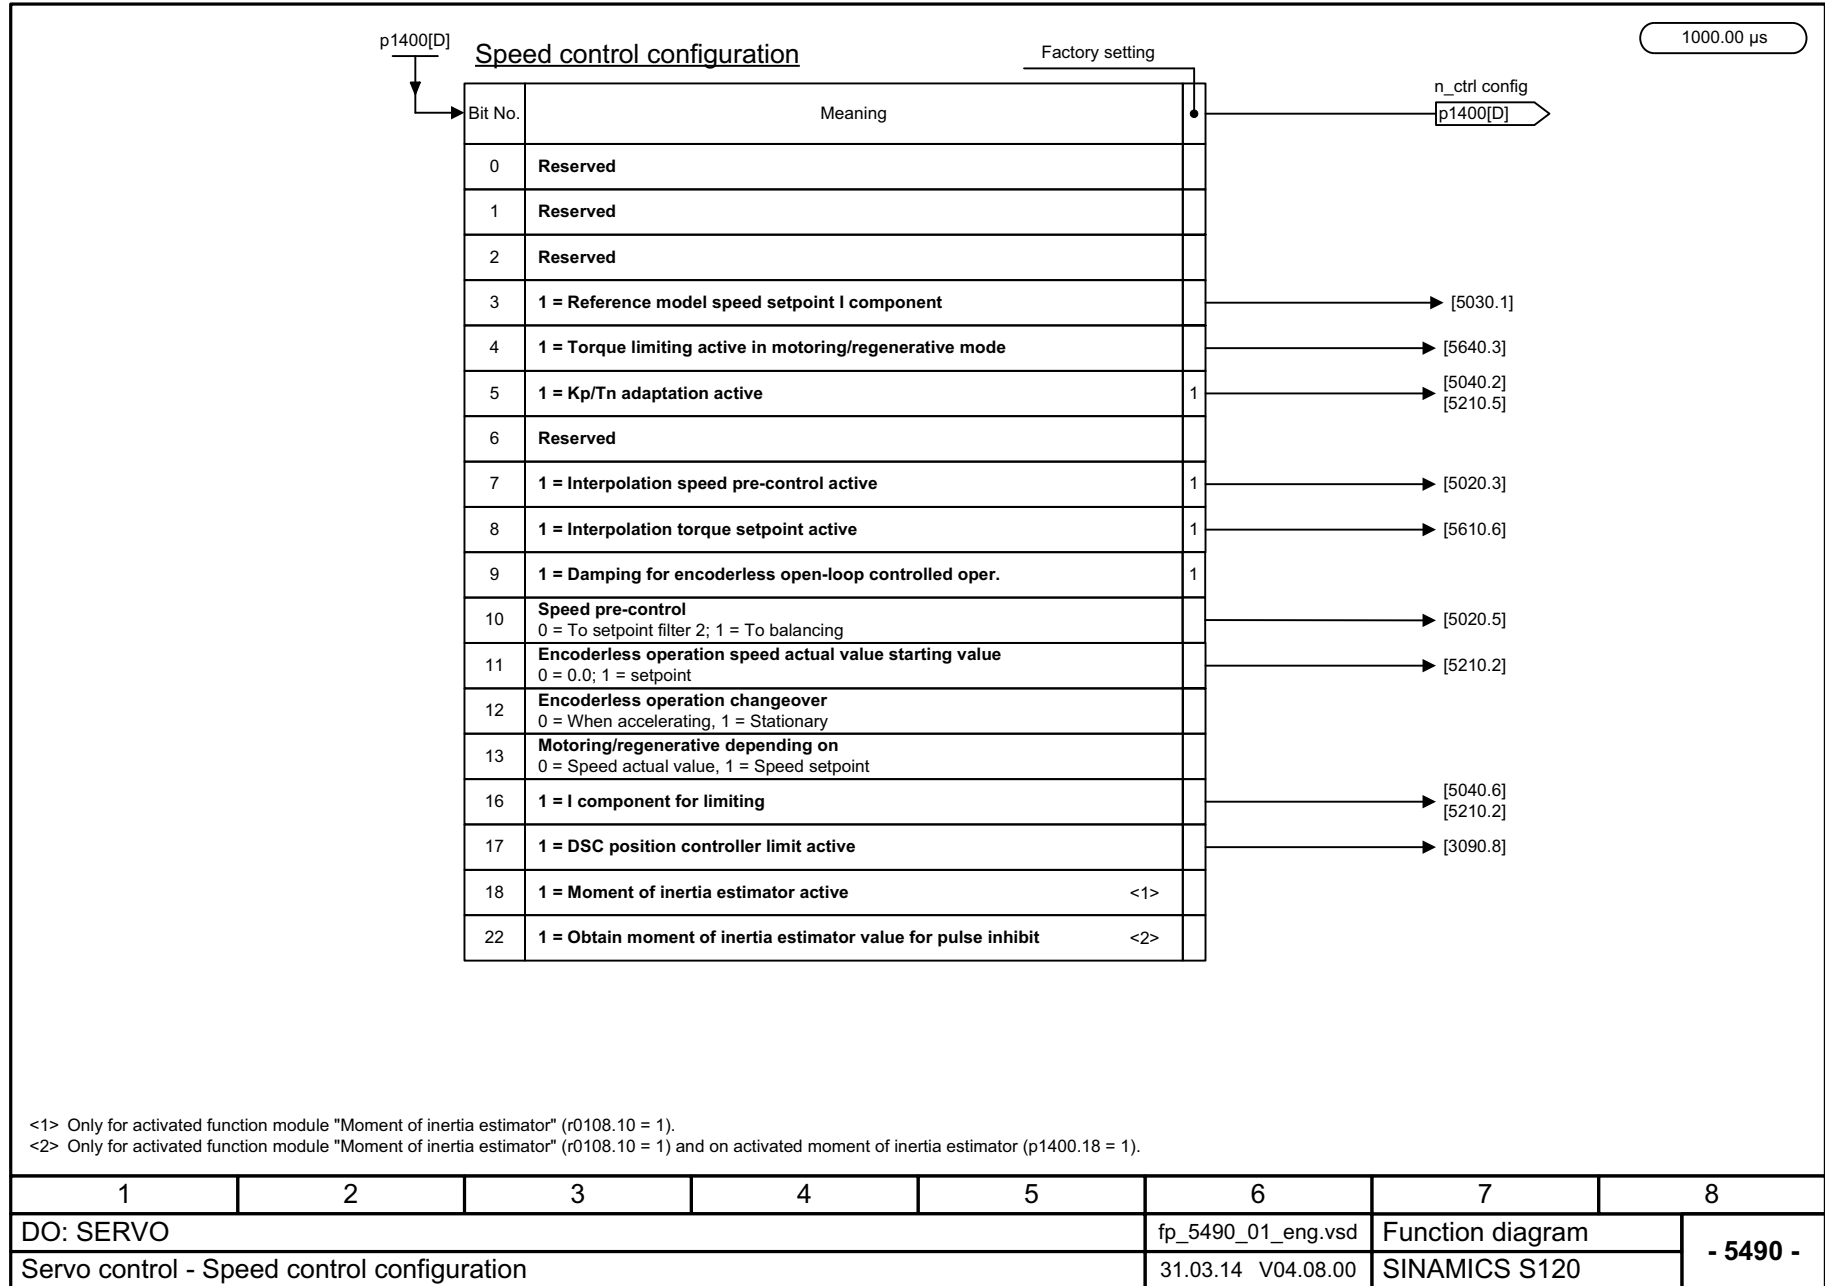 p1400[D]
Speed control configuration
Factory setting
1000.00 µs
n_ctrl config
Bit No. Meaning p1400[D]
0 Reserved
1 Reserved
2 Reserved
3 1 = Reference model speed setpoint I component [5030.1]
4 1 = Torque limiting active in motoring/regenerative mode [5640.3]
5 1 = Kp/Tn adaptation active 1 [5040.2]
[5210.5]
6 Reserved
7 1 = Interpolation speed pre-control active 1 [5020.3]
8 1 = Interpolation torque setpoint active 1 [5610.6]
9 1 = Damping for encoderless open-loop controlled oper. 1
10 Speed pre-control
0 = To setpoint filter 2; 1 = To balancing [5020.5]
11 Encoderless operation speed actual value starting value
0 = 0.0; 1 = setpoint [5210.2]
12 Encoderless operation changeover
0 = When accelerating, 1 = Stationary
13 Motoring/regenerative depending on
0 = Speed actual value, 1 = Speed setpoint
16 1 = I component for limiting [5040.6]
[5210.2]
17 1 = DSC position controller limit active [3090.8]
18 1 = Moment of inertia estimator active <1>
22 1 = Obtain moment of inertia estimator value for pulse inhibit <2>
<1> Only for activated function module "Moment of inertia estimator" (r0108.10 = 1).
<2> Only for activated function module "Moment of inertia estimator" (r0108.10 = 1) and on activated moment of inertia estimator (p1400.18 = 1).
1 2 3 4 5 6 7 8
DO: SERVO fp_5490_01_eng.vsd Function diagram
- 5490 -
Servo control - Speed control configuration 31.03.14 V04.08.00 SINAMICS S120